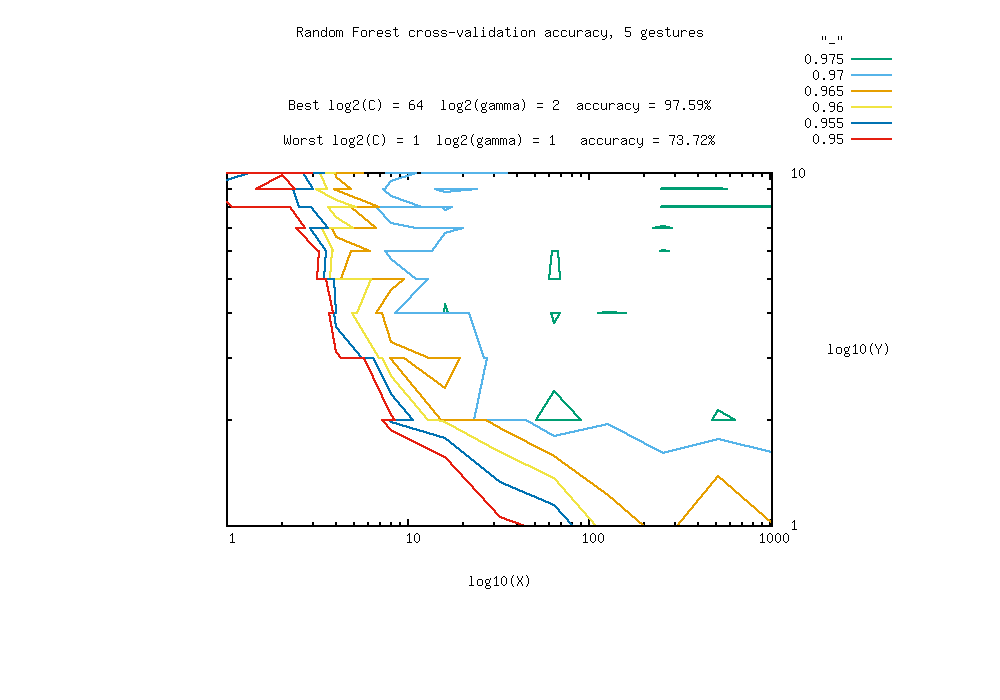 Random Forest cross-validation accuracy, 5 gestures
"_"
0.975
0.97
Best log2(C) = 64 log2(gamma) = 2 accuracy = 97.59%
0.965
0.96
0.955
Worst log2(C) = 1 log2(gamma) = 1 accuracy = 73.72%
0.95
10
log10(Y)
1
1 10 100 1000
log10(X)